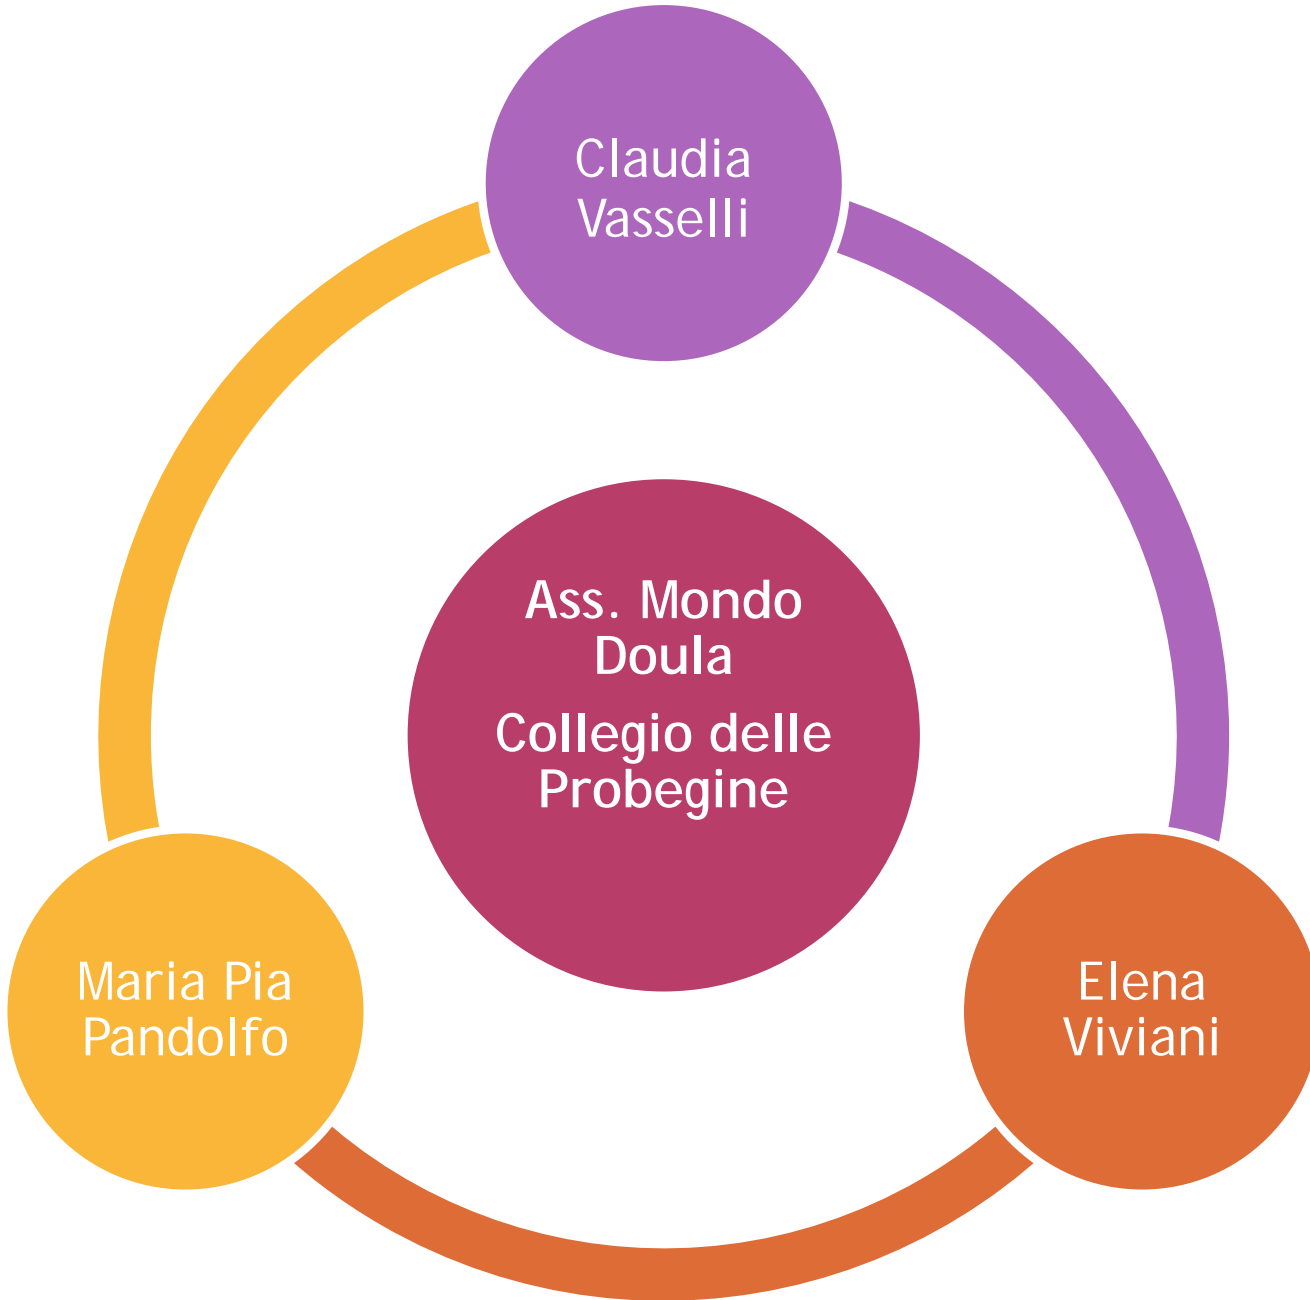 Claudia
Vasselli
Ass. Mondo
Doula
Collegio delle
Probegine
Maria Pia
Pandolfo
Elena
Viviani